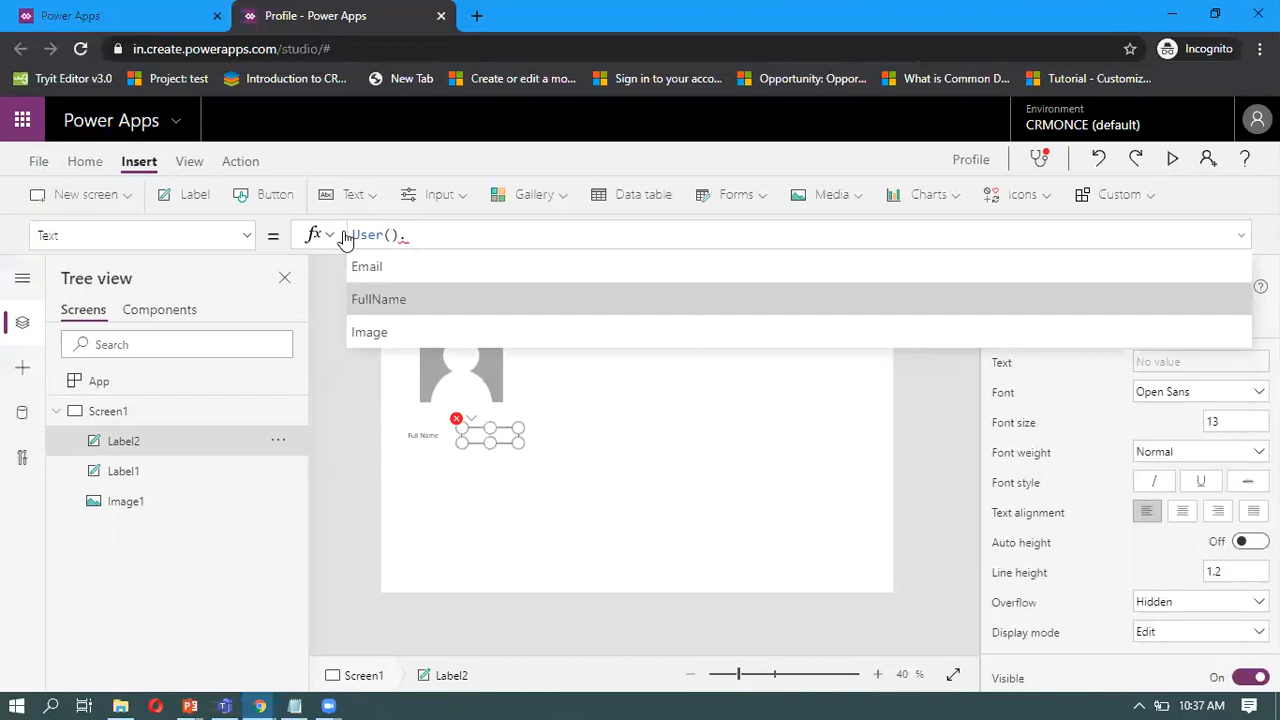 Power Apps
Profile - Power Apps
in.create.powerapps.com/studio/#
Incognito
Tryit Editor v3.0
Project: test
Introduction to CR...
New Tab
Create or edit a mo...
Sign in to your acco...
Opportunity: Oppor...
What is Common D...
Tutorial - Customiz...
Power Apps
Environment
CRMONCE (default)
File
Home
Insert
View
Action
Profile
New screen
Label
Button
Text
Input
Gallery
Data table
Forms
Media
Charts
Icons
Custom
Text
=
fx
User().
Email
FullName
Image
Tree view
Screens
Components
Search
App
Screen1
Label2
Label1
Image1
Full Name
Text
No value
Font
Open Sans
Font size
13
Font weight
Normal
Font style
Text alignment
Auto height
Off
Line height
1.2
Overflow
Hidden
Display mode
Edit
Visible
On
Screen1
Label2
40 %
10:37 AM